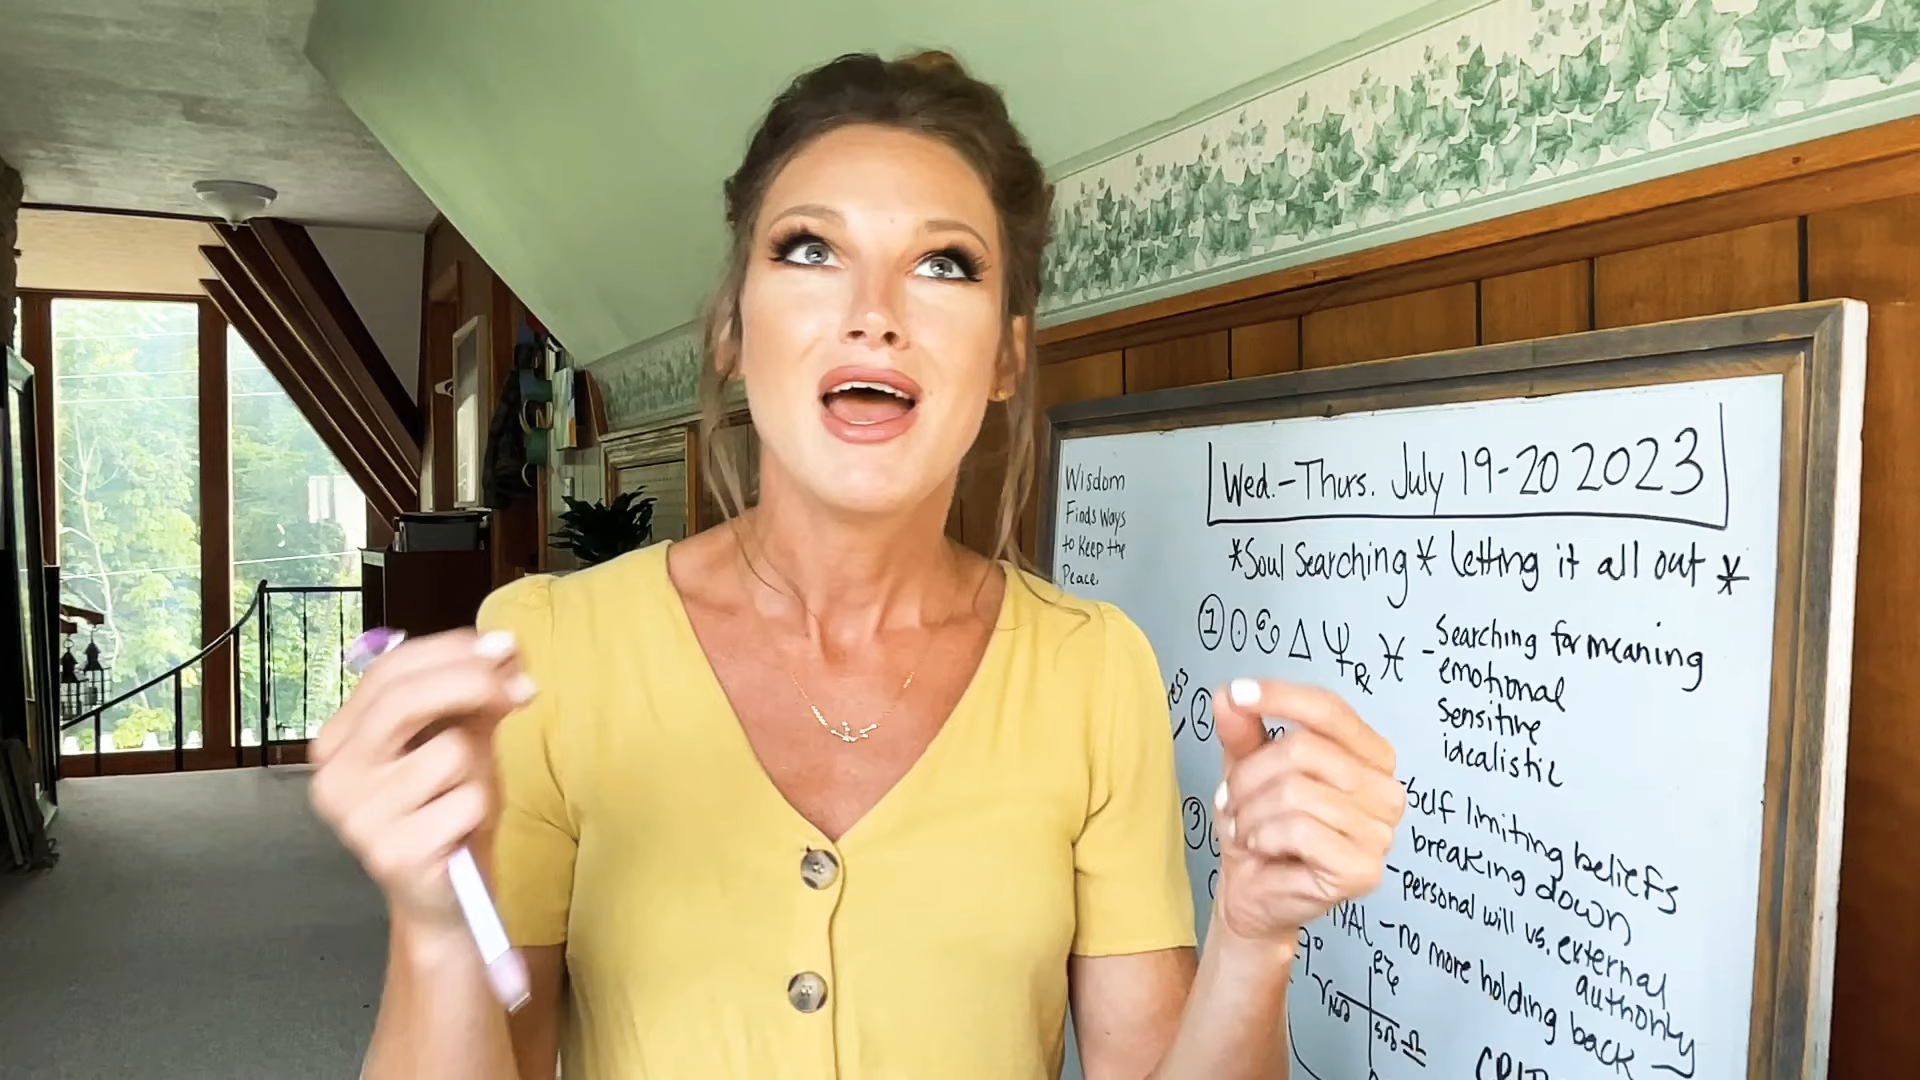 Wisdom
Finds ways
to keep the
Peace.
Wed.-Thurs. July 19-20 2023
*Soul Searching * letting it all out *
① ☉ ♋ △ ♆℞ ♓ - Searching for meaning
emotional
sensitive
idealistic
ess
②
③
-Self limiting beliefs
breaking down
-personal will vs. external
authority
-no more holding back
9°